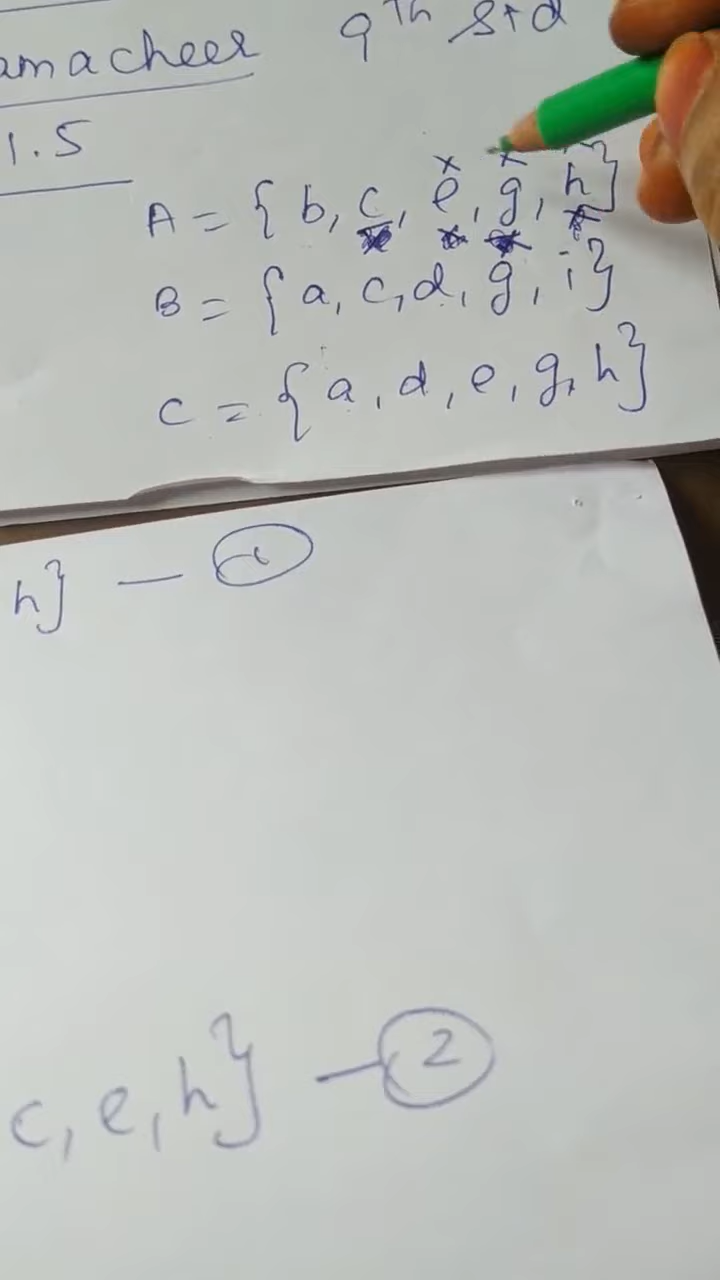 amacheer 9th std
1.5
A = { b, c, e, g, h}
B = { a, c, d, g, i}
C = { a, d, e, g, h}
h} — 1
c, e, h} — 2